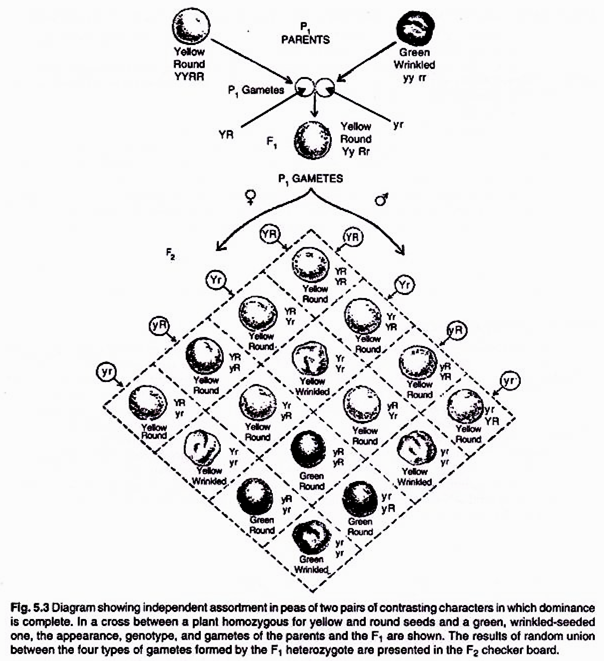 P1
PARENTS
Yellow
Round
YYRR
Green
Wrinkled
yy rr
P1 Gametes
YR
yr
F1
Yellow
Round
Yy Rr
P1 GAMETES
♀
♂
F2
YR
YR
YR
YR
Yellow
Round
Yr
Yr
YR
Yr
Yellow
Round
Yr
YR
Yellow
Round
yR
yR
YR
yR
Yellow
Round
Yr
Yr
Yellow
Wrinkled
yR
YR
Yellow
Round
yr
yr
YR
yr
Yellow
Round
Yr
yR
Yellow
Round
yR
Yr
Yellow
Round
yr
YR
Yellow
Round
Yr
yr
Yellow
Wrinkled
yR
yR
Green
Round
yr
yr
Yellow
Wrinkled
yR
yr
Green
Round
yr
yR
Green
Round
yr
yr
Green
Wrinkled
Fig. 5.3 Diagram showing independent assortment in peas of two pairs of contrasting characters in which dominance
is complete. In a cross between a plant homozygous for yellow and round seeds and a green, wrinkled-seeded
one, the appearance, genotype, and gametes of the parents and the F1 are shown. The results of random union
between the four types of gametes formed by the F1 heterozygote are presented in the F2 checker board.